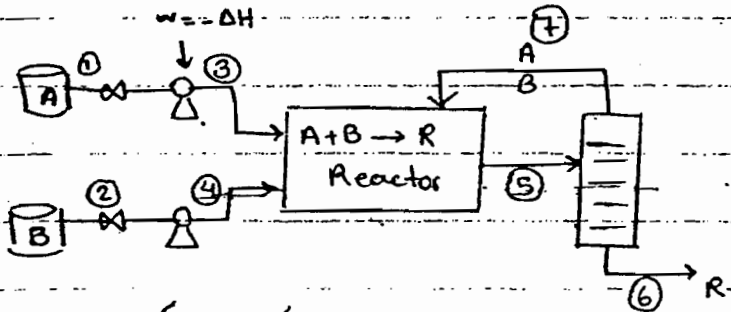 w = - ΔH
⑦
① ③ A
A B
A + B → R
Reactor
② ④ ⑤
B
⑥ R